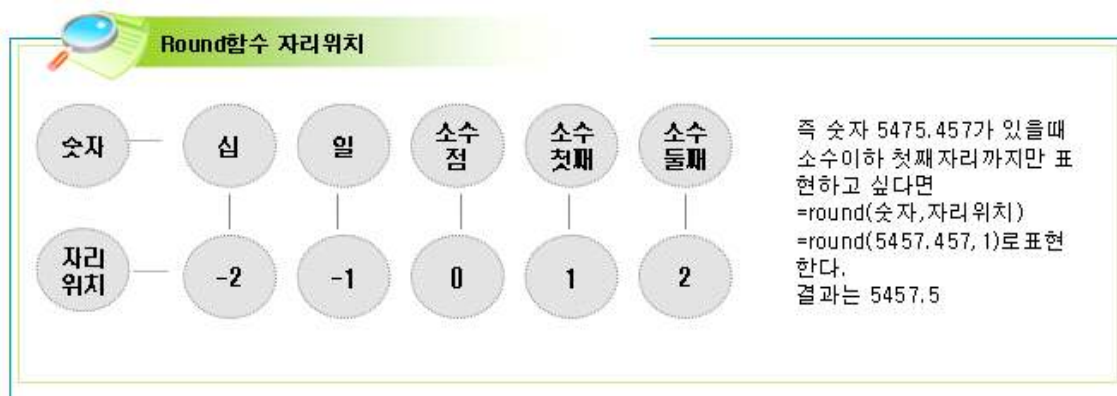 Round함수 자리위치
숫자 십 일 소수점 소수첫째 소수둘째
자리위치 -2 -1 0 1 2
즉 숫자 5475.457가 있을때
소수이하 첫째자리까지만 표
현하고 싶다면
=round(숫자,자리위치)
=round(5457.457,1)로표현
한다.
결과는 5457.5